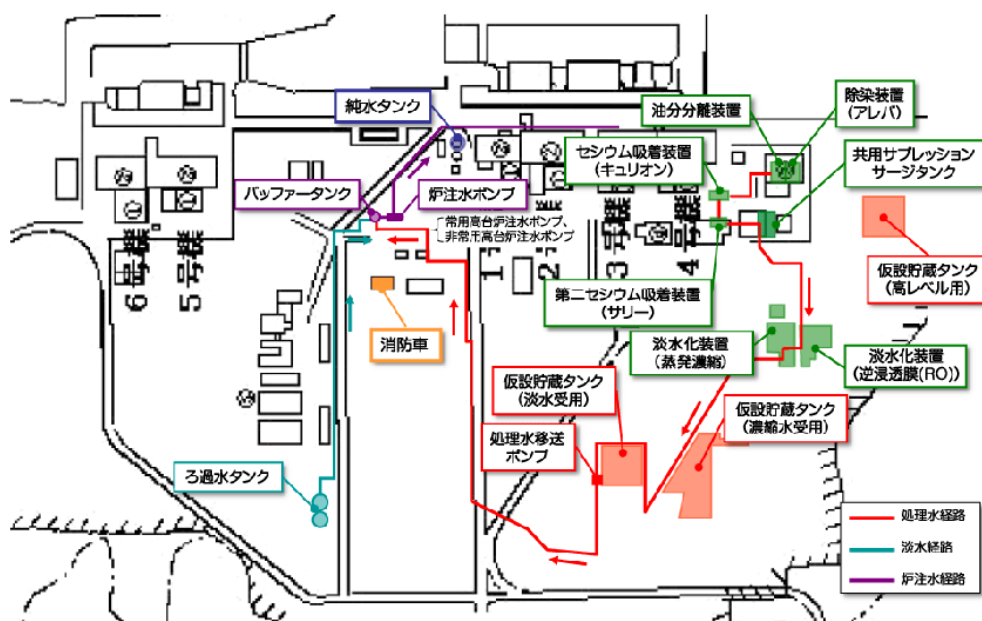 純水タンク
油分分離装置
除染装置
(アレバ)
セシウム吸着装置
(キュリオン)
共用サプレッション
サージタンク
バッファータンク
炉注水ポンプ
常用高台炉注水ポンプ、
非常用高台炉注水ポンプ
6号機
5号機
1号機
2号機
3号機
4号機
仮設貯蔵タンク
(高レベル用)
第二セシウム吸着装置
(サリー)
消防車
淡水化装置
(蒸発濃縮)
淡水化装置
(逆浸透膜(RO))
仮設貯蔵タンク
(淡水受用)
仮設貯蔵タンク
(濃縮水受用)
処理水移送
ポンプ
ろ過水タンク
処理水経路
淡水経路
炉注水経路